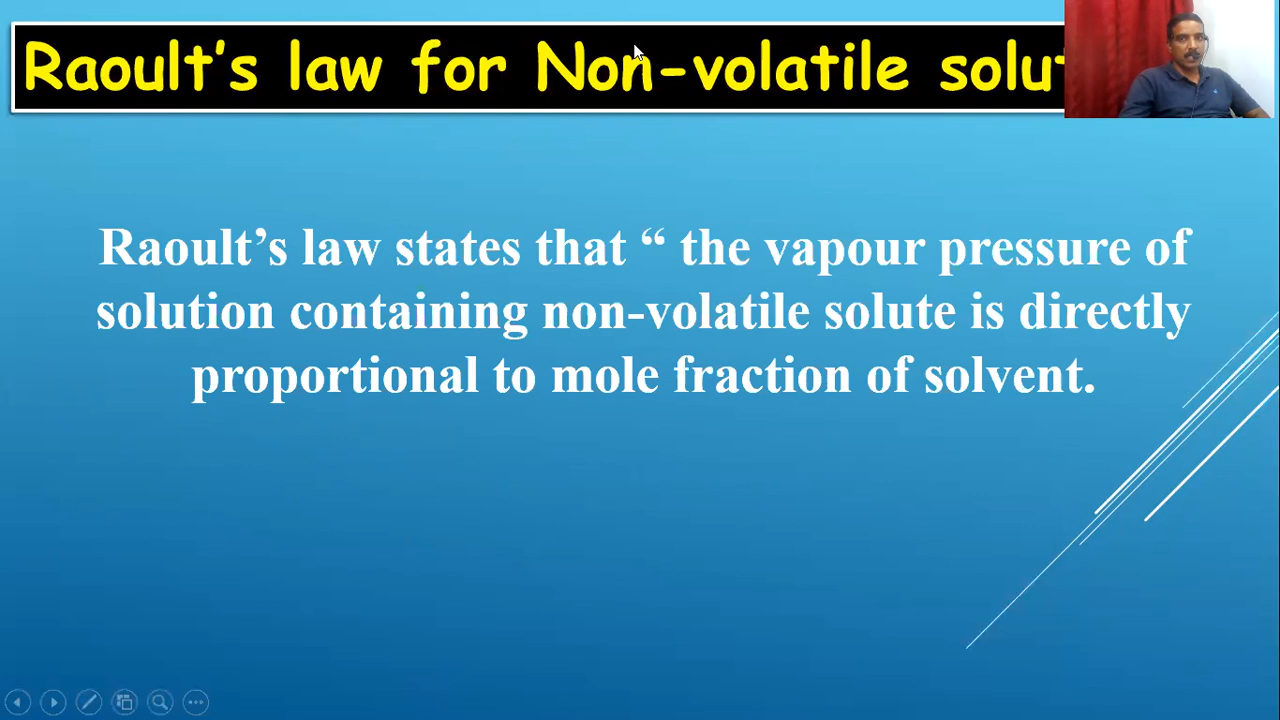 Raoult’s law for Non-volatile solut
Raoult’s law states that “ the vapour pressure of
solution containing non-volatile solute is directly
proportional to mole fraction of solvent.